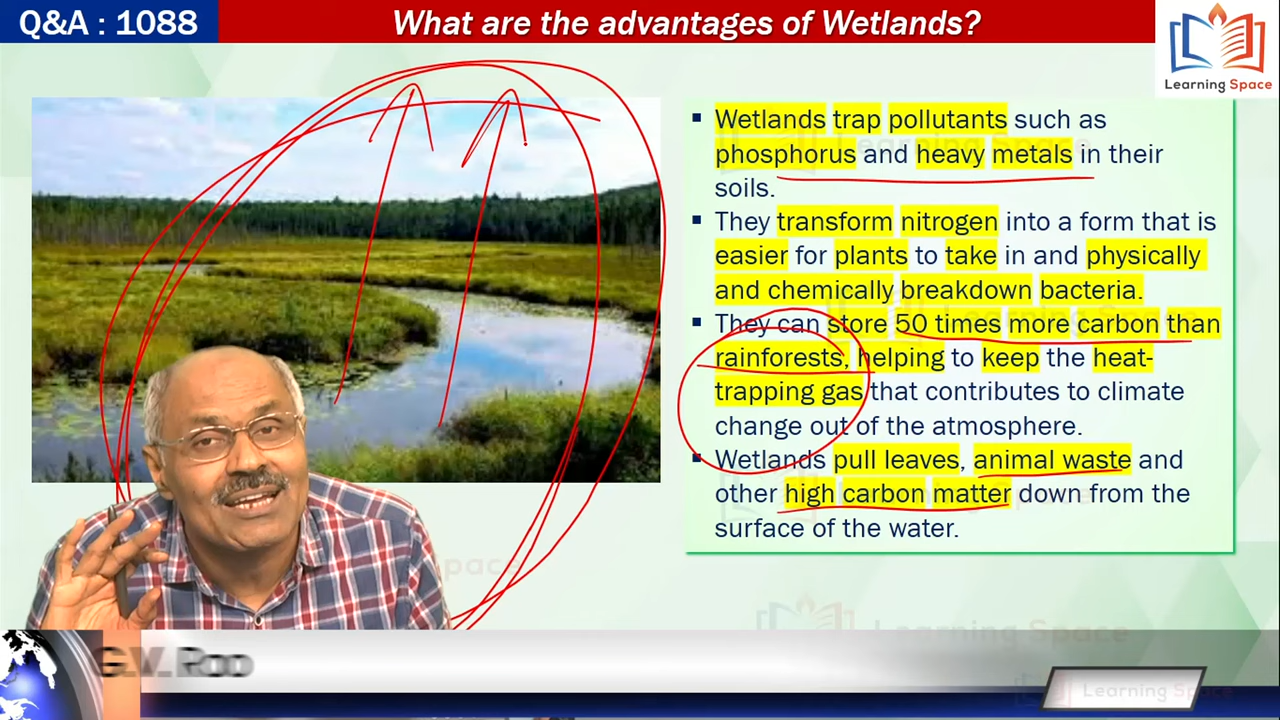 Q&A : 1088
What are the advantages of Wetlands?
Learning Space
▪ Wetlands trap pollutants such as
phosphorus and heavy metals in their
soils.
▪ They transform nitrogen into a form that is
easier for plants to take in and physically
and chemically breakdown bacteria.
▪ They can store 50 times more carbon than
rainforests, helping to keep the heat-
trapping gas that contributes to climate
change out of the atmosphere.
▪ Wetlands pull leaves, animal waste and
other high carbon matter down from the
surface of the water.
pace
Learning Space
G.V. Rao
Learning Space